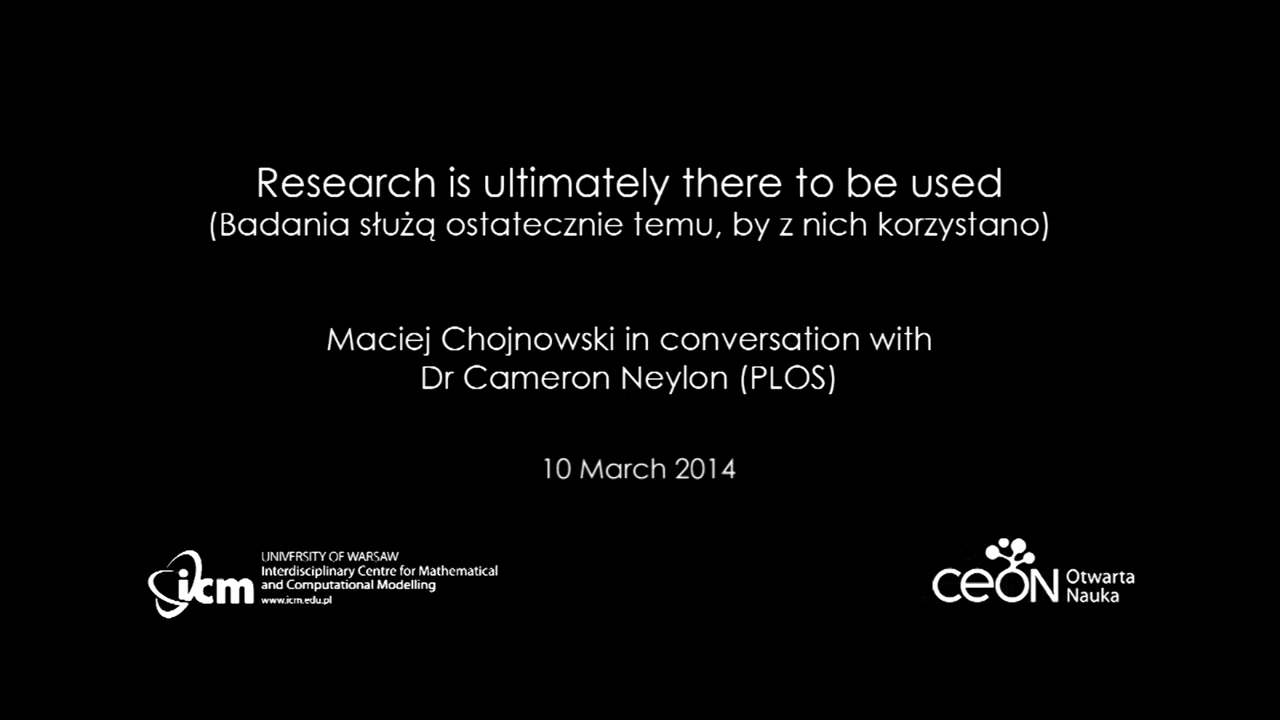 Research is ultimately there to be used
(Badania służą ostatecznie temu, by z nich korzystano)
Maciej Chojnowski in conversation with
Dr Cameron Neylon (PLOS)
10 March 2014
icm
UNIVERSITY OF WARSAW
Interdisciplinary Centre for Mathematical
and Computational Modelling
www.icm.edu.pl
ceon
Otwarta
Nauka